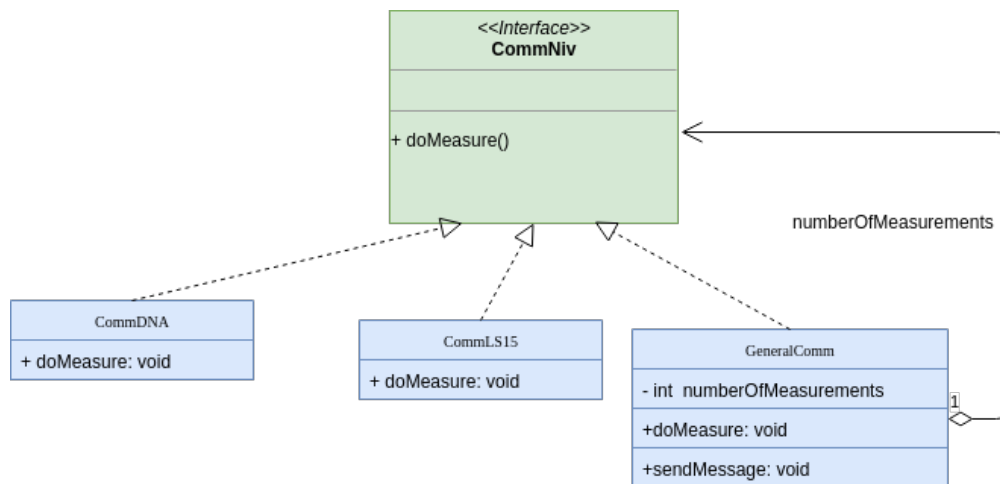 <<Interface>>
CommNiv
+ doMeasure()
numberOfMeasurements
CommDNA
+ doMeasure: void
CommLS15
+ doMeasure: void
GeneralComm
- int  numberOfMeasurements
+doMeasure: void
+sendMessage: void
1